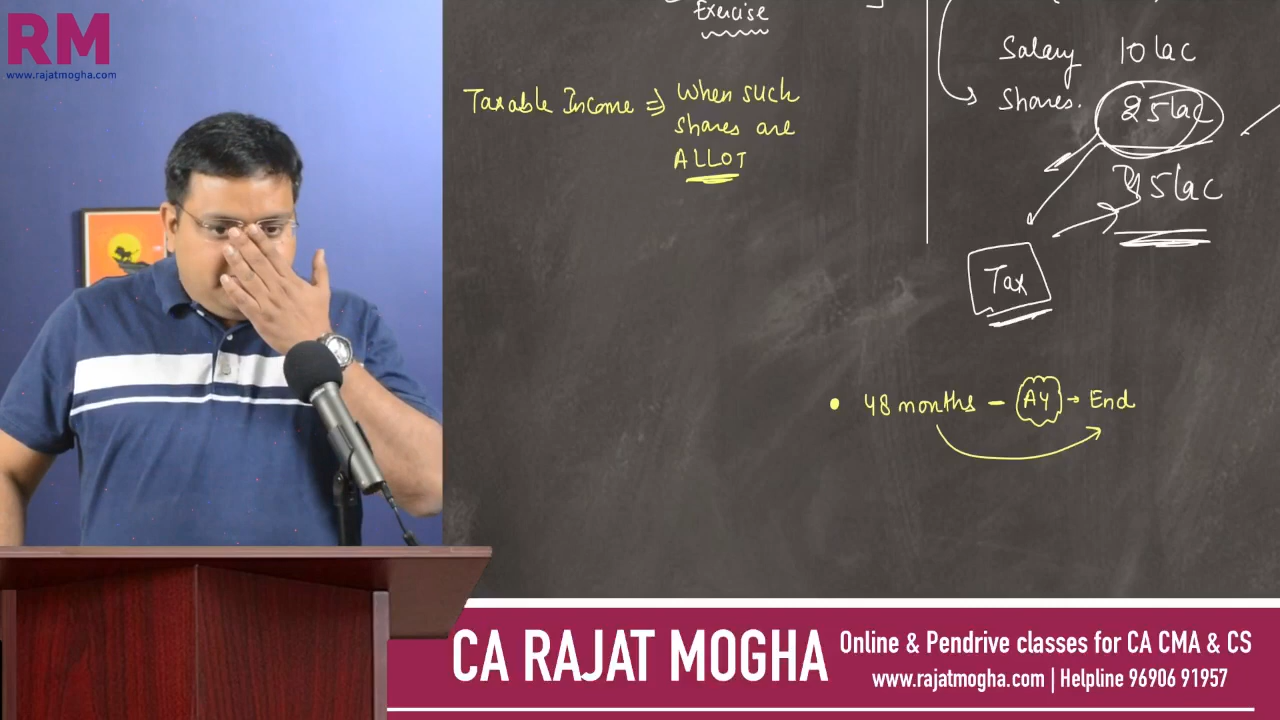 RM
www.rajatmogha.com
Exercise
Taxable Income ⇒ When such
shares are
ALLOT
Salary 10 lac
Shares. 25 lac
35 lac
Tax
• 48 months - AY → End
CA RAJAT MOGHA
Online & Pendrive classes for CA CMA & CS
www.rajatmogha.com | Helpline 96906 91957